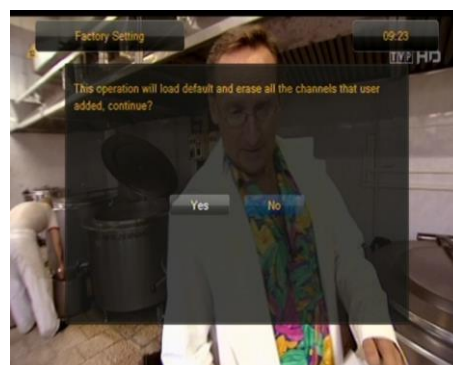 Factory Setting
09:23
TVP HD
This operation will load default and erase all the channels that user
added, continue?
Yes
No